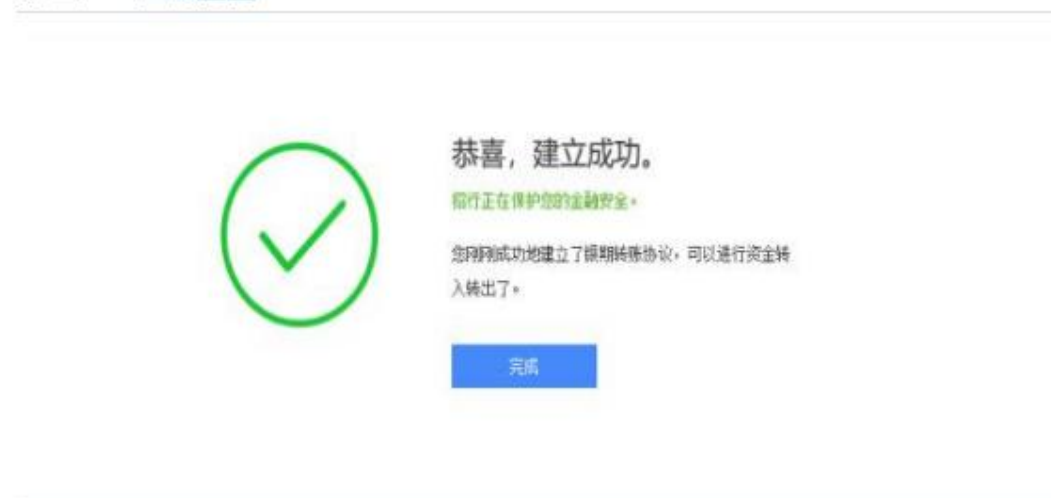 恭喜，建立成功。
招行正在保护您的金融安全。
您刚刚成功地建立了银期转账协议，可以进行资金转
入转出了。
完成